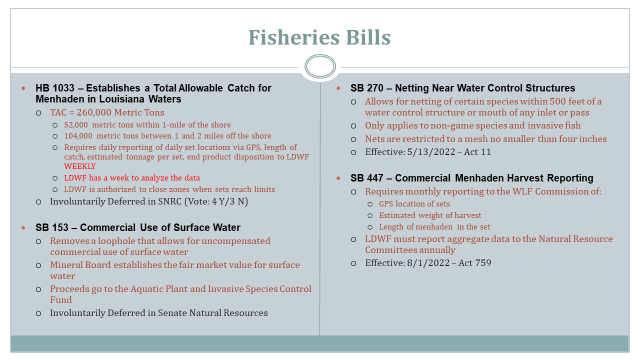 Fisheries Bills
HB 1033 – Establishes a Total Allowable Catch for
Menhaden in Louisiana Waters
TAC = 260,000 Metric Tons
52,000 metric tons within 1-mile of the shore
104,000 metric tons between 1 and 2 miles off the shore
Requires daily reporting of daily set locations via GPS, length of
catch, estimated tonnage per set, end product disposition to LDWF
WEEKLY
LDWF has a week to analyze the data
LDWF is authorized to close zones when sets reach limits
Involuntarily Deferred in SNRC (Vote: 4 Y/3 N)
SB 153 – Commercial Use of Surface Water
Removes a loophole that allows for uncompensated
commercial use of surface water
Mineral Board establishes the fair market value for surface
water
Proceeds go to the Aquatic Plant and Invasive Species Control
Fund
Involuntarily Deferred in Senate Natural Resources
SB 270 – Netting Near Water Control Structures
Allows for netting of certain species within 500 feet of a
water control structure or mouth of any inlet or pass
Only applies to non-game species and invasive fish
Nets are restricted to a mesh no smaller than four inches
Effective: 5/13/2022 – Act 11
SB 447 – Commercial Menhaden Harvest Reporting
Requires monthly reporting to the WLF Commission of:
GPS location of sets
Estimated weight of harvest
Length of menhaden in the set
LDWF must report aggregate data to the Natural Resource
Committees annually
Effective: 8/1/2022 – Act 759